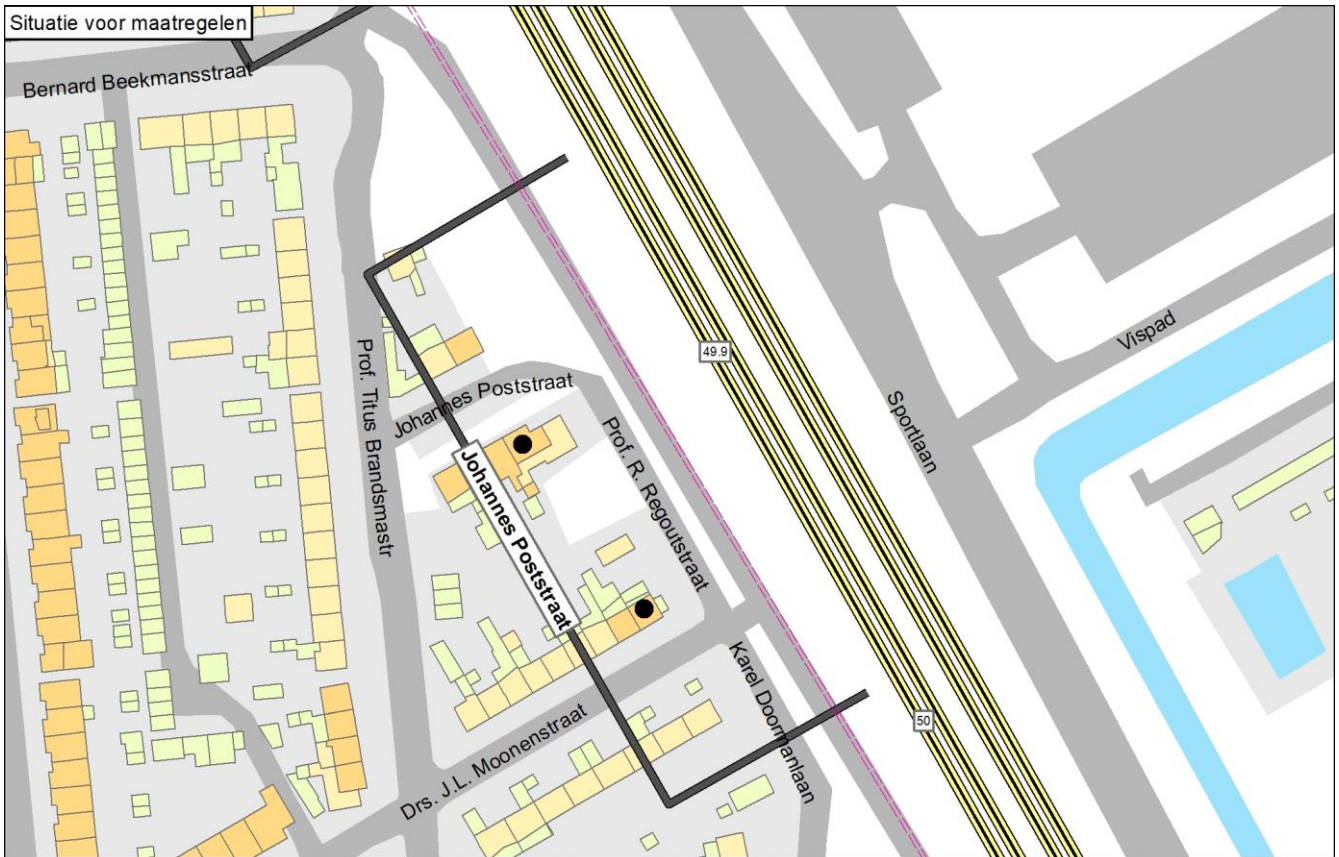 Situatie voor maatregelen
Bernard Beekmansstraat
Prof. Titus Brandsmastr
Johannes Poststraat
Johannes Poststraat
Prof. R. Regoutstraat
49.9
Sportlaan
Vispad
Karel Doormanlaan
50
Drs. J.L. Moonenstraat